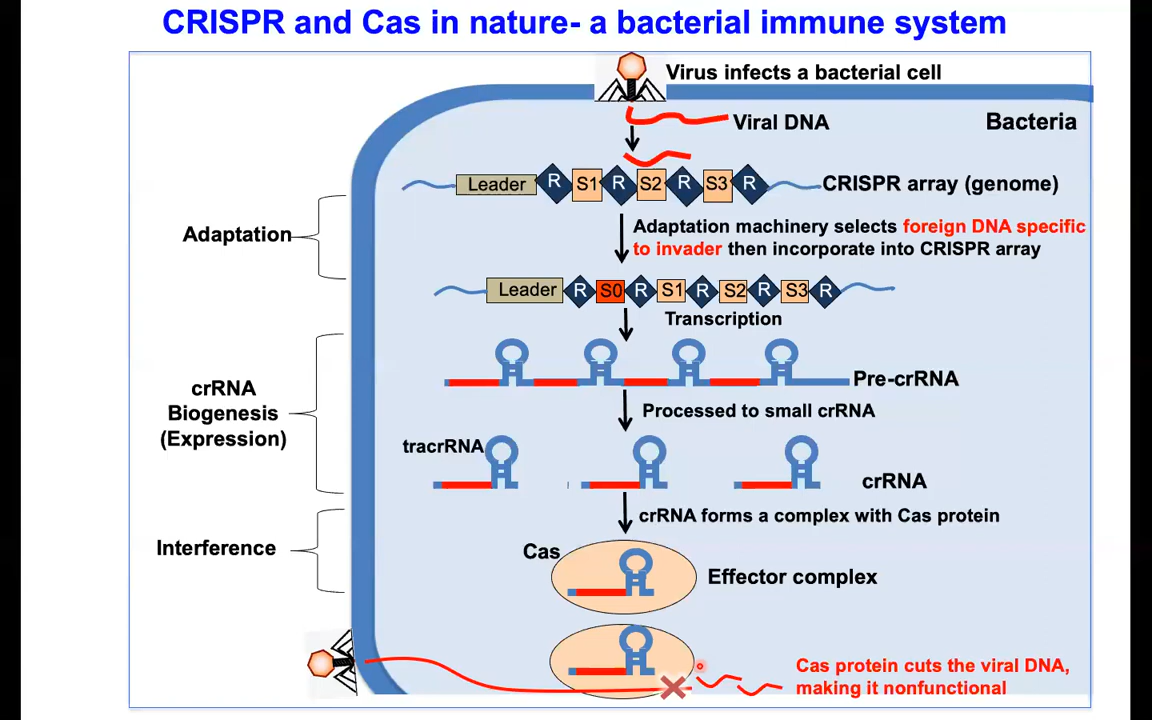 CRISPR and Cas in nature- a bacterial immune system
Virus infects a bacterial cell
Viral DNA
Bacteria
Leader R S1 R S2 R S3 R
CRISPR array (genome)
Adaptation
Adaptation machinery selects foreign DNA specific
to invader then incorporate into CRISPR array
Leader R S0 R S1 R S2 R S3 R
Transcription
crRNA
Biogenesis
(Expression)
Pre-crRNA
Processed to small crRNA
tracrRNA
crRNA
crRNA forms a complex with Cas protein
Interference
Cas
Effector complex
Cas protein cuts the viral DNA,
making it nonfunctional